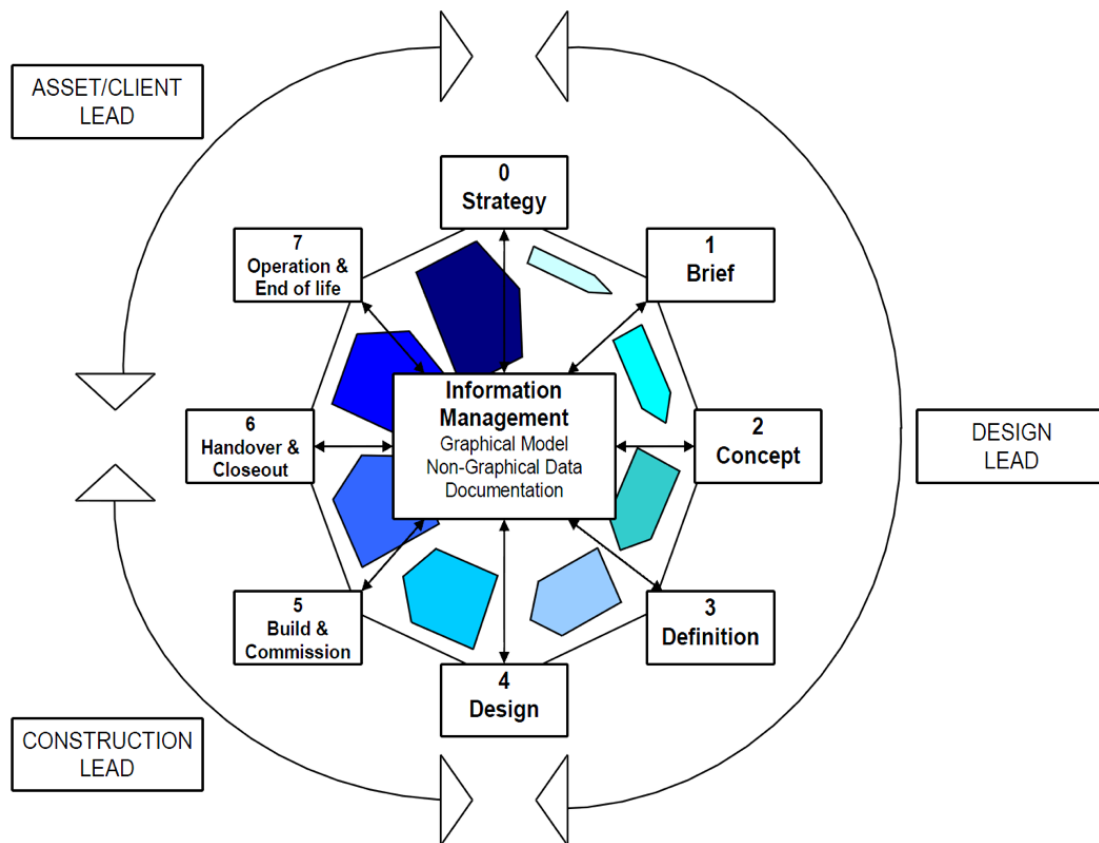 ASSET/CLIENT
LEAD
0
Strategy
7
Operation &
End of life
1
Brief
Information
Management
Graphical Model
Non-Graphical Data
Documentation
6
Handover &
Closeout
2
Concept
DESIGN
LEAD
5
Build &
Commission
3
Definition
4
Design
CONSTRUCTION
LEAD